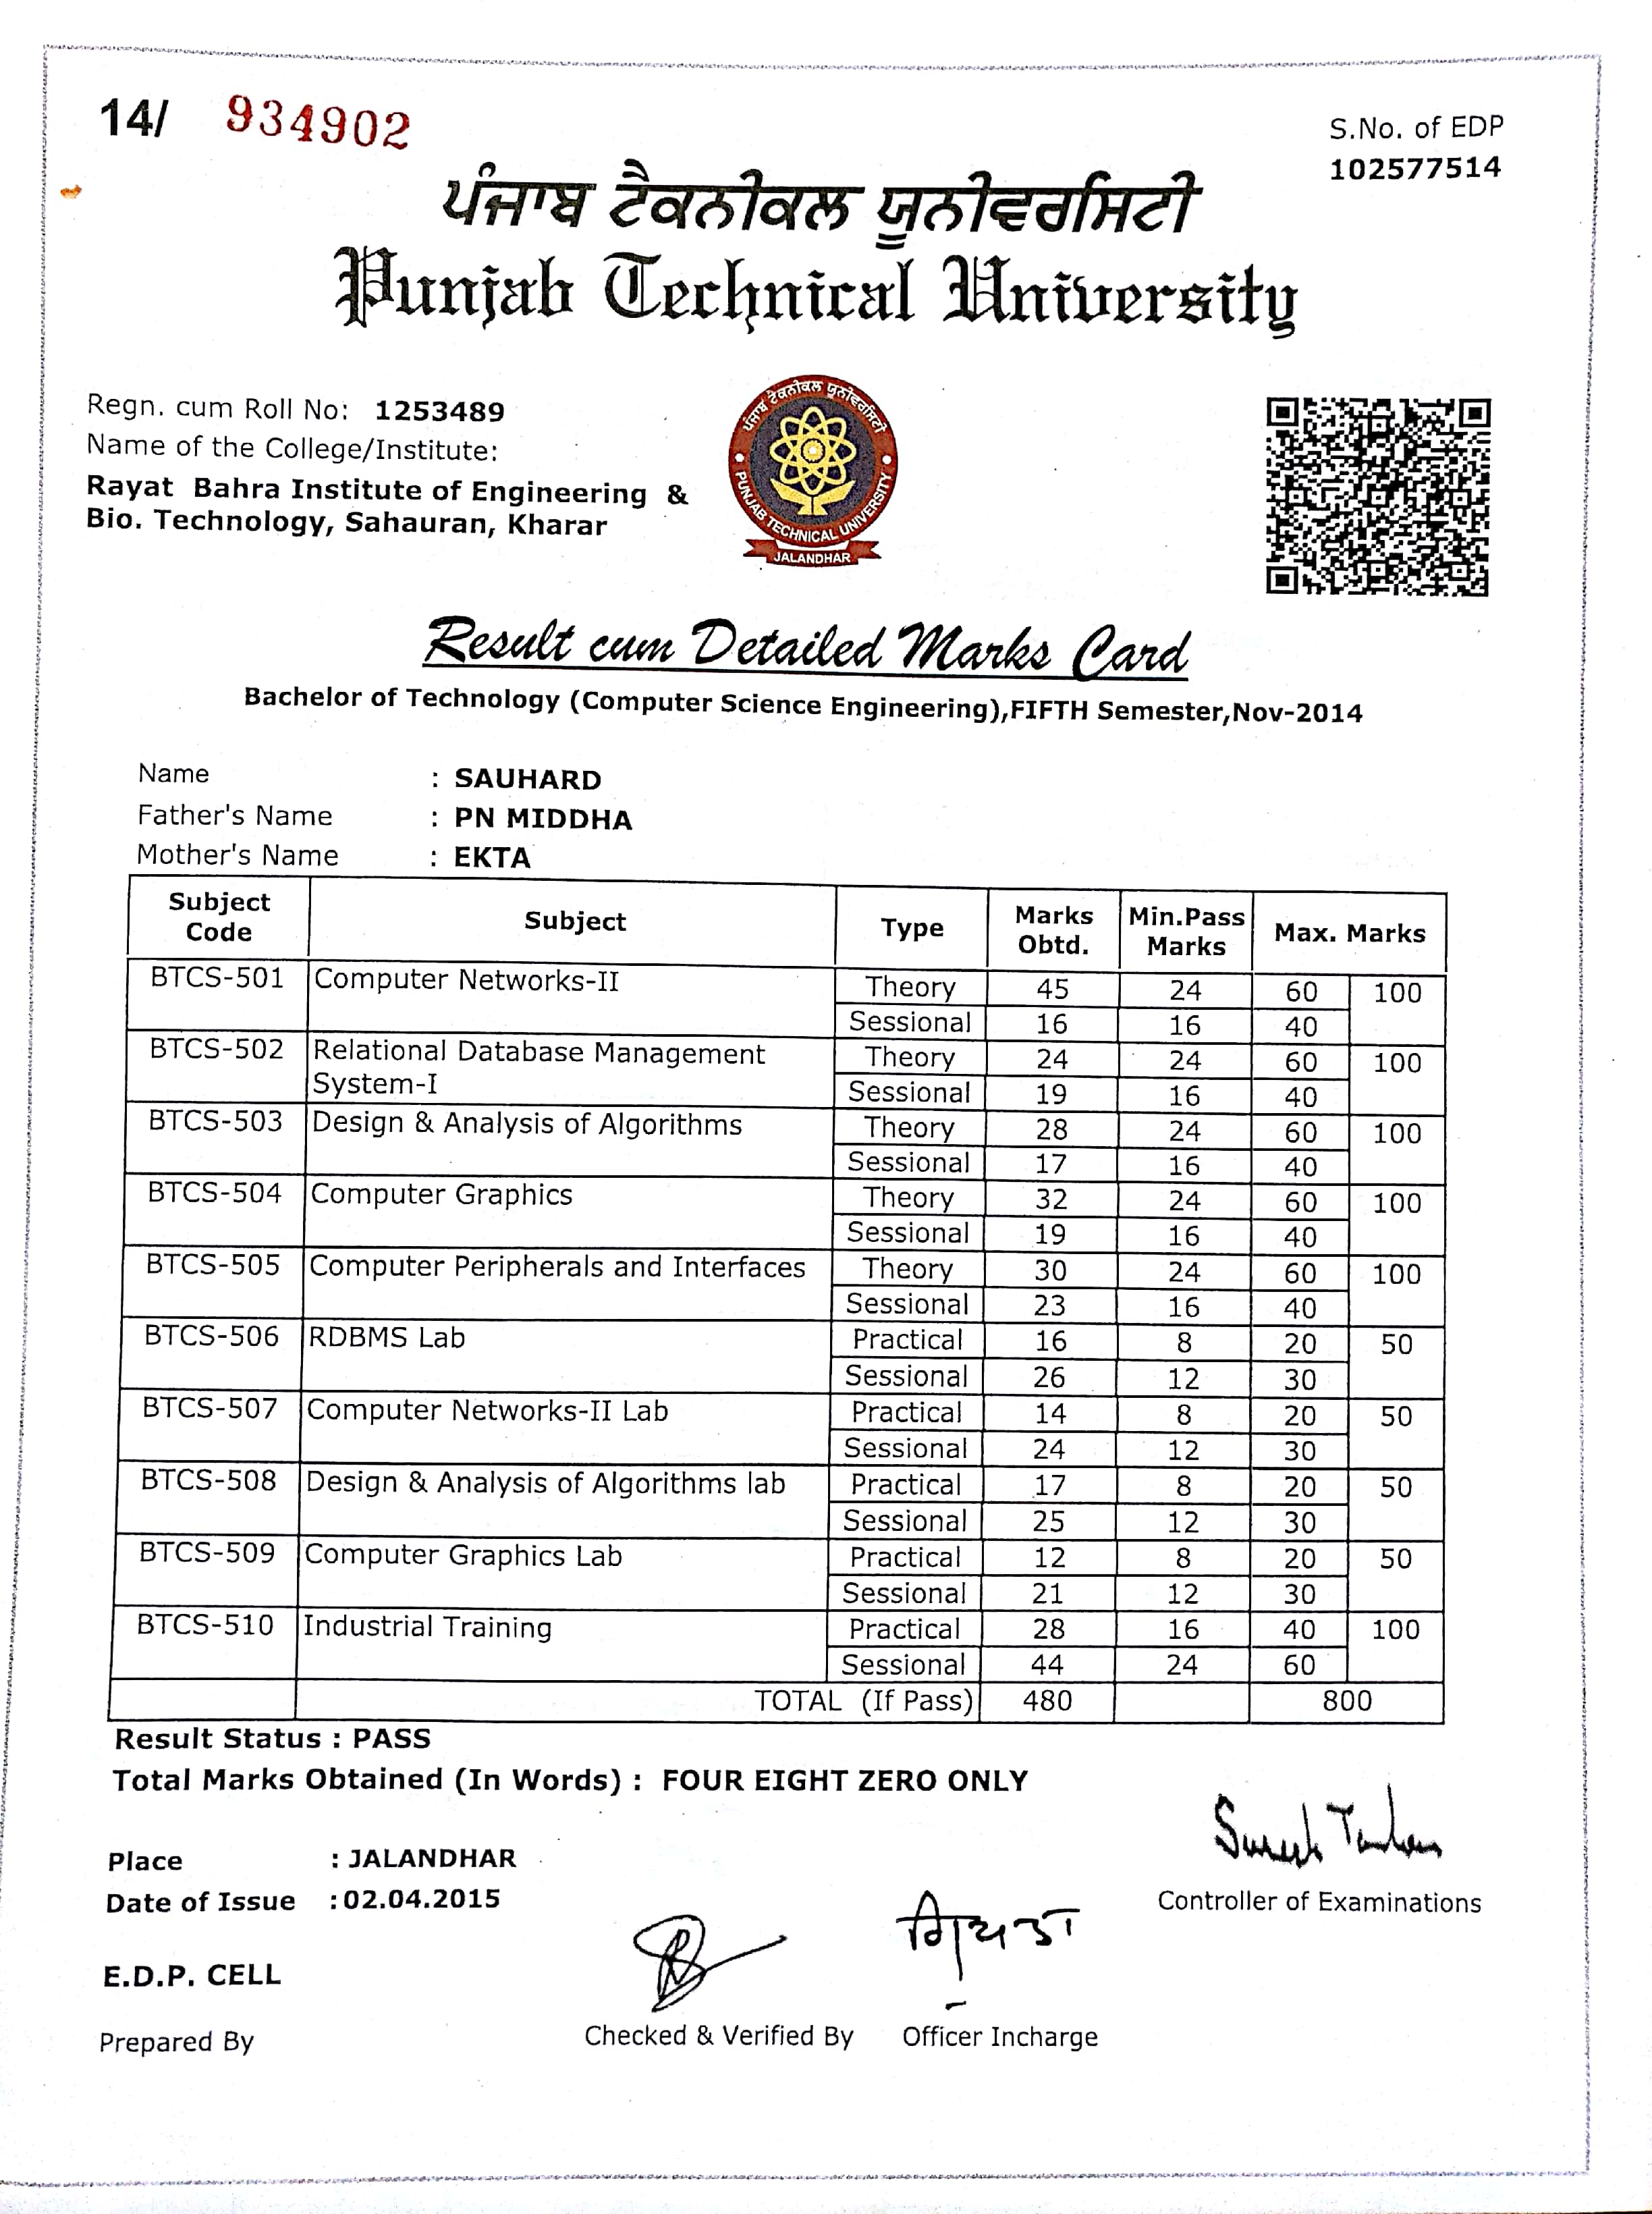 14/ 934902
S.No. of EDP
102577514
ਪੰਜਾਬ ਟੈਕਨੀਕਲ ਯੂਨੀਵਰਸਿਟੀ
Punjab Technical University
Regn. cum Roll No: 1253489
Name of the College/Institute:
Rayat Bahra Institute of Engineering &
Bio. Technology, Sahauran, Kharar
ਪੰਜਾਬ ਟੈਕਨੀਕਲ ਯੂਨੀਵਰਸਿਟੀ
PUNJAB TECHNICAL UNIVERSITY
JALANDHAR
Result cum Detailed Marks Card
Bachelor of Technology (Computer Science Engineering),FIFTH Semester,Nov-2014
Name : SAUHARD
Father's Name : PN MIDDHA
Mother's Name : EKTA
Subject Code Subject Type Marks Obtd. Min.Pass Marks Max. Marks
BTCS-501 Computer Networks-II Theory 45 24 60 100
Sessional 16 16 40
BTCS-502 Relational Database Management Theory 24 24 60 100
System-I Sessional 19 16 40
BTCS-503 Design & Analysis of Algorithms Theory 28 24 60 100
Sessional 17 16 40
BTCS-504 Computer Graphics Theory 32 24 60 100
Sessional 19 16 40
BTCS-505 Computer Peripherals and Interfaces Theory 30 24 60 100
Sessional 23 16 40
BTCS-506 RDBMS Lab Practical 16 8 20 50
Sessional 26 12 30
BTCS-507 Computer Networks-II Lab Practical 14 8 20 50
Sessional 24 12 30
BTCS-508 Design & Analysis of Algorithms lab Practical 17 8 20 50
Sessional 25 12 30
BTCS-509 Computer Graphics Lab Practical 12 8 20 50
Sessional 21 12 30
BTCS-510 Industrial Training Practical 28 16 40 100
Sessional 44 24 60
TOTAL (If Pass) 480 800
Result Status : PASS
Total Marks Obtained (In Words) : FOUR EIGHT ZERO ONLY
Place : JALANDHAR
Date of Issue : 02.04.2015
Controller of Examinations
E.D.P. CELL
Prepared By
Checked & Verified By
Officer Incharge